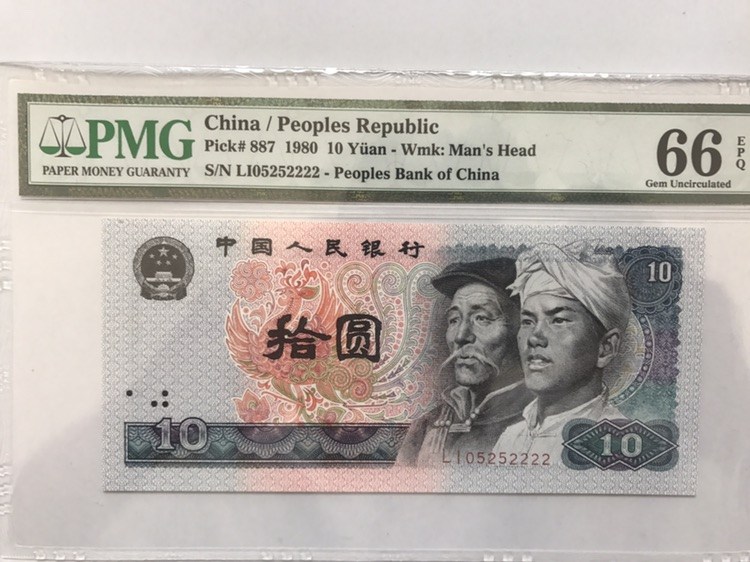 PMG
PAPER MONEY GUARANTY
China / Peoples Republic
Pick# 887 1980 10 Yüan - Wmk: Man's Head
S/N LI05252222 - Peoples Bank of China
66 EPQ
Gem Uncirculated
中国人民银行
10
拾圆
10
10
LI05252222